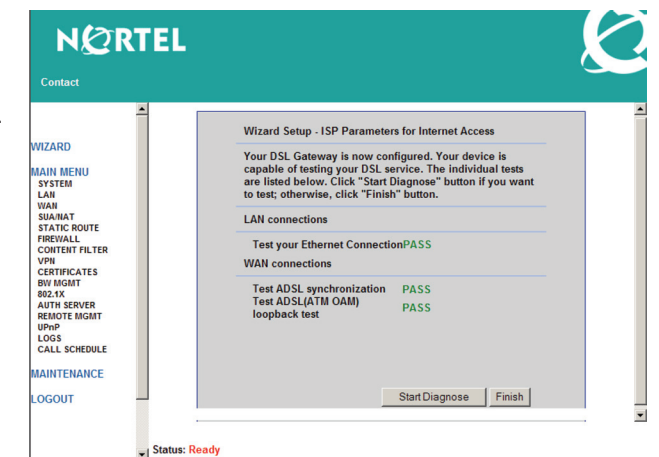 NORTEL
Contact
WIZARD
MAIN MENU
SYSTEM
LAN
WAN
SUA/NAT
STATIC ROUTE
FIREWALL
CONTENT FILTER
VPN
CERTIFICATES
BW MGMT
802.1X
AUTH SERVER
REMOTE MGMT
UPnP
LOGS
CALL SCHEDULE
MAINTENANCE
LOGOUT
Wizard Setup - ISP Parameters for Internet Access
Your DSL Gateway is now configured. Your device is
capable of testing your DSL service. The individual tests
are listed below. Click "Start Diagnose" button if you want
to test; otherwise, click "Finish" button.
LAN connections
Test your Ethernet ConnectionPASS
WAN connections
Test ADSL synchronization PASS
Test ADSL(ATM OAM)
loopback test PASS
Start Diagnose Finish
Status: Ready